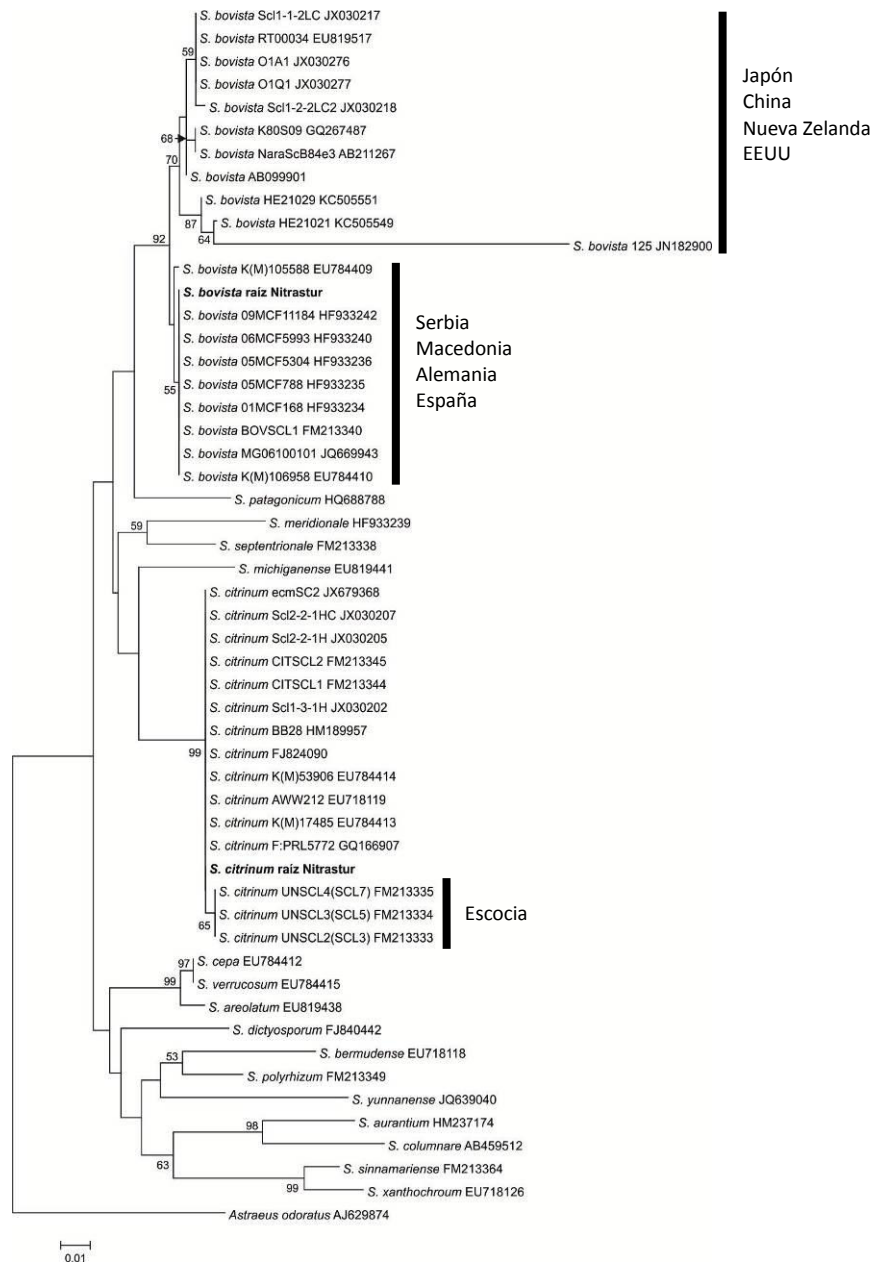 S. bovista Scl1-1-2LC JX030217
S. bovista RT00034 EU819517
59
S. bovista O1A1 JX030276
S. bovista O1Q1 JX030277
S. bovista Scl1-2-2LC2 JX030218
S. bovista K80S09 GQ267487
68
S. bovista NaraScB84e3 AB211267
70
S. bovista AB099901
S. bovista HE21029 KC505551
87
S. bovista HE21021 KC505549
64
S. bovista 125 JN182900
Japón
China
Nueva Zelanda
EEUU
92
S. bovista K(M)105588 EU784409
S. bovista raíz Nitrastur
S. bovista 09MCF11184 HF933242
S. bovista 06MCF5993 HF933240
S. bovista 05MCF5304 HF933236
S. bovista 05MCF788 HF933235
55
S. bovista 01MCF168 HF933234
S. bovista BOVSCL1 FM213340
S. bovista MG06100101 JQ669943
S. bovista K(M)106958 EU784410
Serbia
Macedonia
Alemania
España
S. patagonicum HQ688788
59
S. meridionale HF933239
S. septentrionale FM213338
S. michiganense EU819441
S. citrinum ecmSC2 JX679368
S. citrinum Scl2-2-1HC JX030207
S. citrinum Scl2-2-1H JX030205
S. citrinum CITSCL2 FM213345
S. citrinum CITSCL1 FM213344
S. citrinum Scl1-3-1H JX030202
S. citrinum BB28 HM189957
99
S. citrinum FJ824090
S. citrinum K(M)53906 EU784414
S. citrinum AWW212 EU718119
S. citrinum K(M)17485 EU784413
S. citrinum F:PRL5772 GQ166907
S. citrinum raíz Nitrastur
S. citrinum UNSCL4(SCL7) FM213335
S. citrinum UNSCL3(SCL5) FM213334
65
S. citrinum UNSCL2(SCL3) FM213333
Escocia
97
S. cepa EU784412
99
S. verrucosum EU784415
S. areolatum EU819438
S. dictyosporum FJ840442
53
S. bermudense EU718118
S. polyrhizum FM213349
S. yunnanense JQ639040
S. aurantium HM237174
98
S. columnare AB459512
63
S. sinnamariense FM213364
99
S. xanthochroum EU718126
Astraeus odoratus AJ629874
0.01